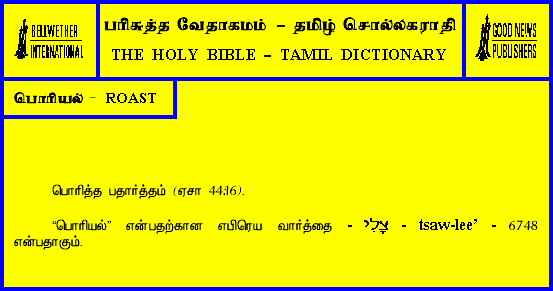 BELLWETHER
INTERNATIONAL
பரிசுத்த வேதாகமம் – தமிழ் சொல்லகராதி
THE HOLY BIBLE – TAMIL DICTIONARY
GOOD NEWS
PUBLISHERS
பொரியல் – ROAST
பொரித்த பதார்த்தம் (ஏசா 44:16).
“பொரியல்” என்பதற்கான எபிரெய வார்த்தை - צָלִי - tsaw-lee’ - 6748
என்பதாகும்.